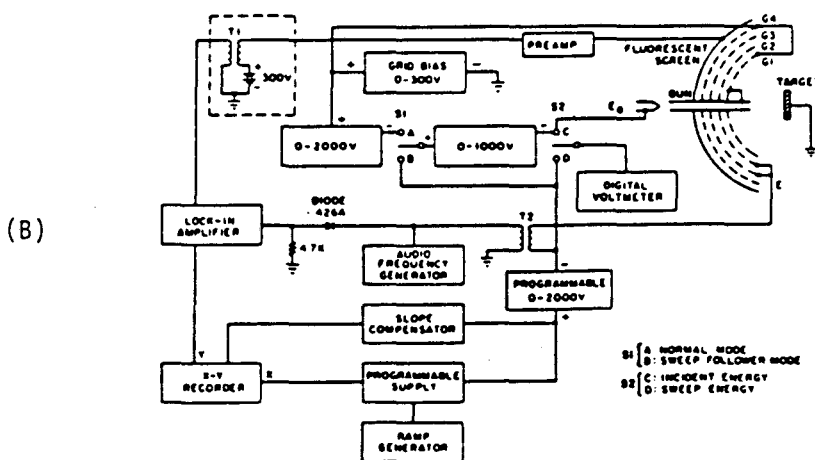 (B)
T1
300V
PREAMP
FLUORESCENT
SCREEN
G4
G3
G2
G1
GRID BIAS
0-300V
GUN
TARGET
S1
A
B
S2
C
D
0-2000V
0-1000V
DIGITAL
VOLTMETER
E
LOCK-IN
AMPLIFIER
DIODE
426A
4.7K
T2
AUDIO
FREQUENCY
GENERATOR
PROGRAMMABLE
0-2000V
SLOPE
COMPENSATOR
Y
X
X-Y
RECORDER
PROGRAMMABLE
SUPPLY
RAMP
GENERATOR
S1 A: NORMAL MODE
B: SWEEP FOLLOWER MODE
S2 C: INCIDENT ENERGY
D: SWEEP ENERGY